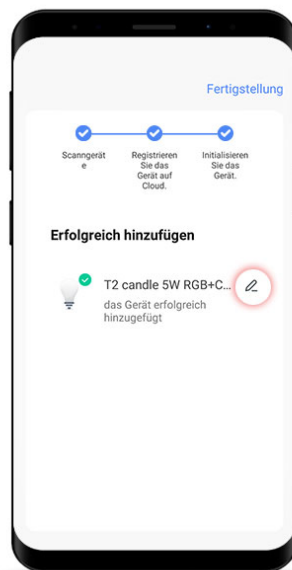 Fertigstellung
Scanngerät
e
Registrieren
Sie das
Gerät auf
Cloud.
Initialisieren
Sie das
Gerät.
Erfolgreich hinzufügen
T2 candle 5W RGB+C...
das Gerät erfolgreich
hinzugefügt